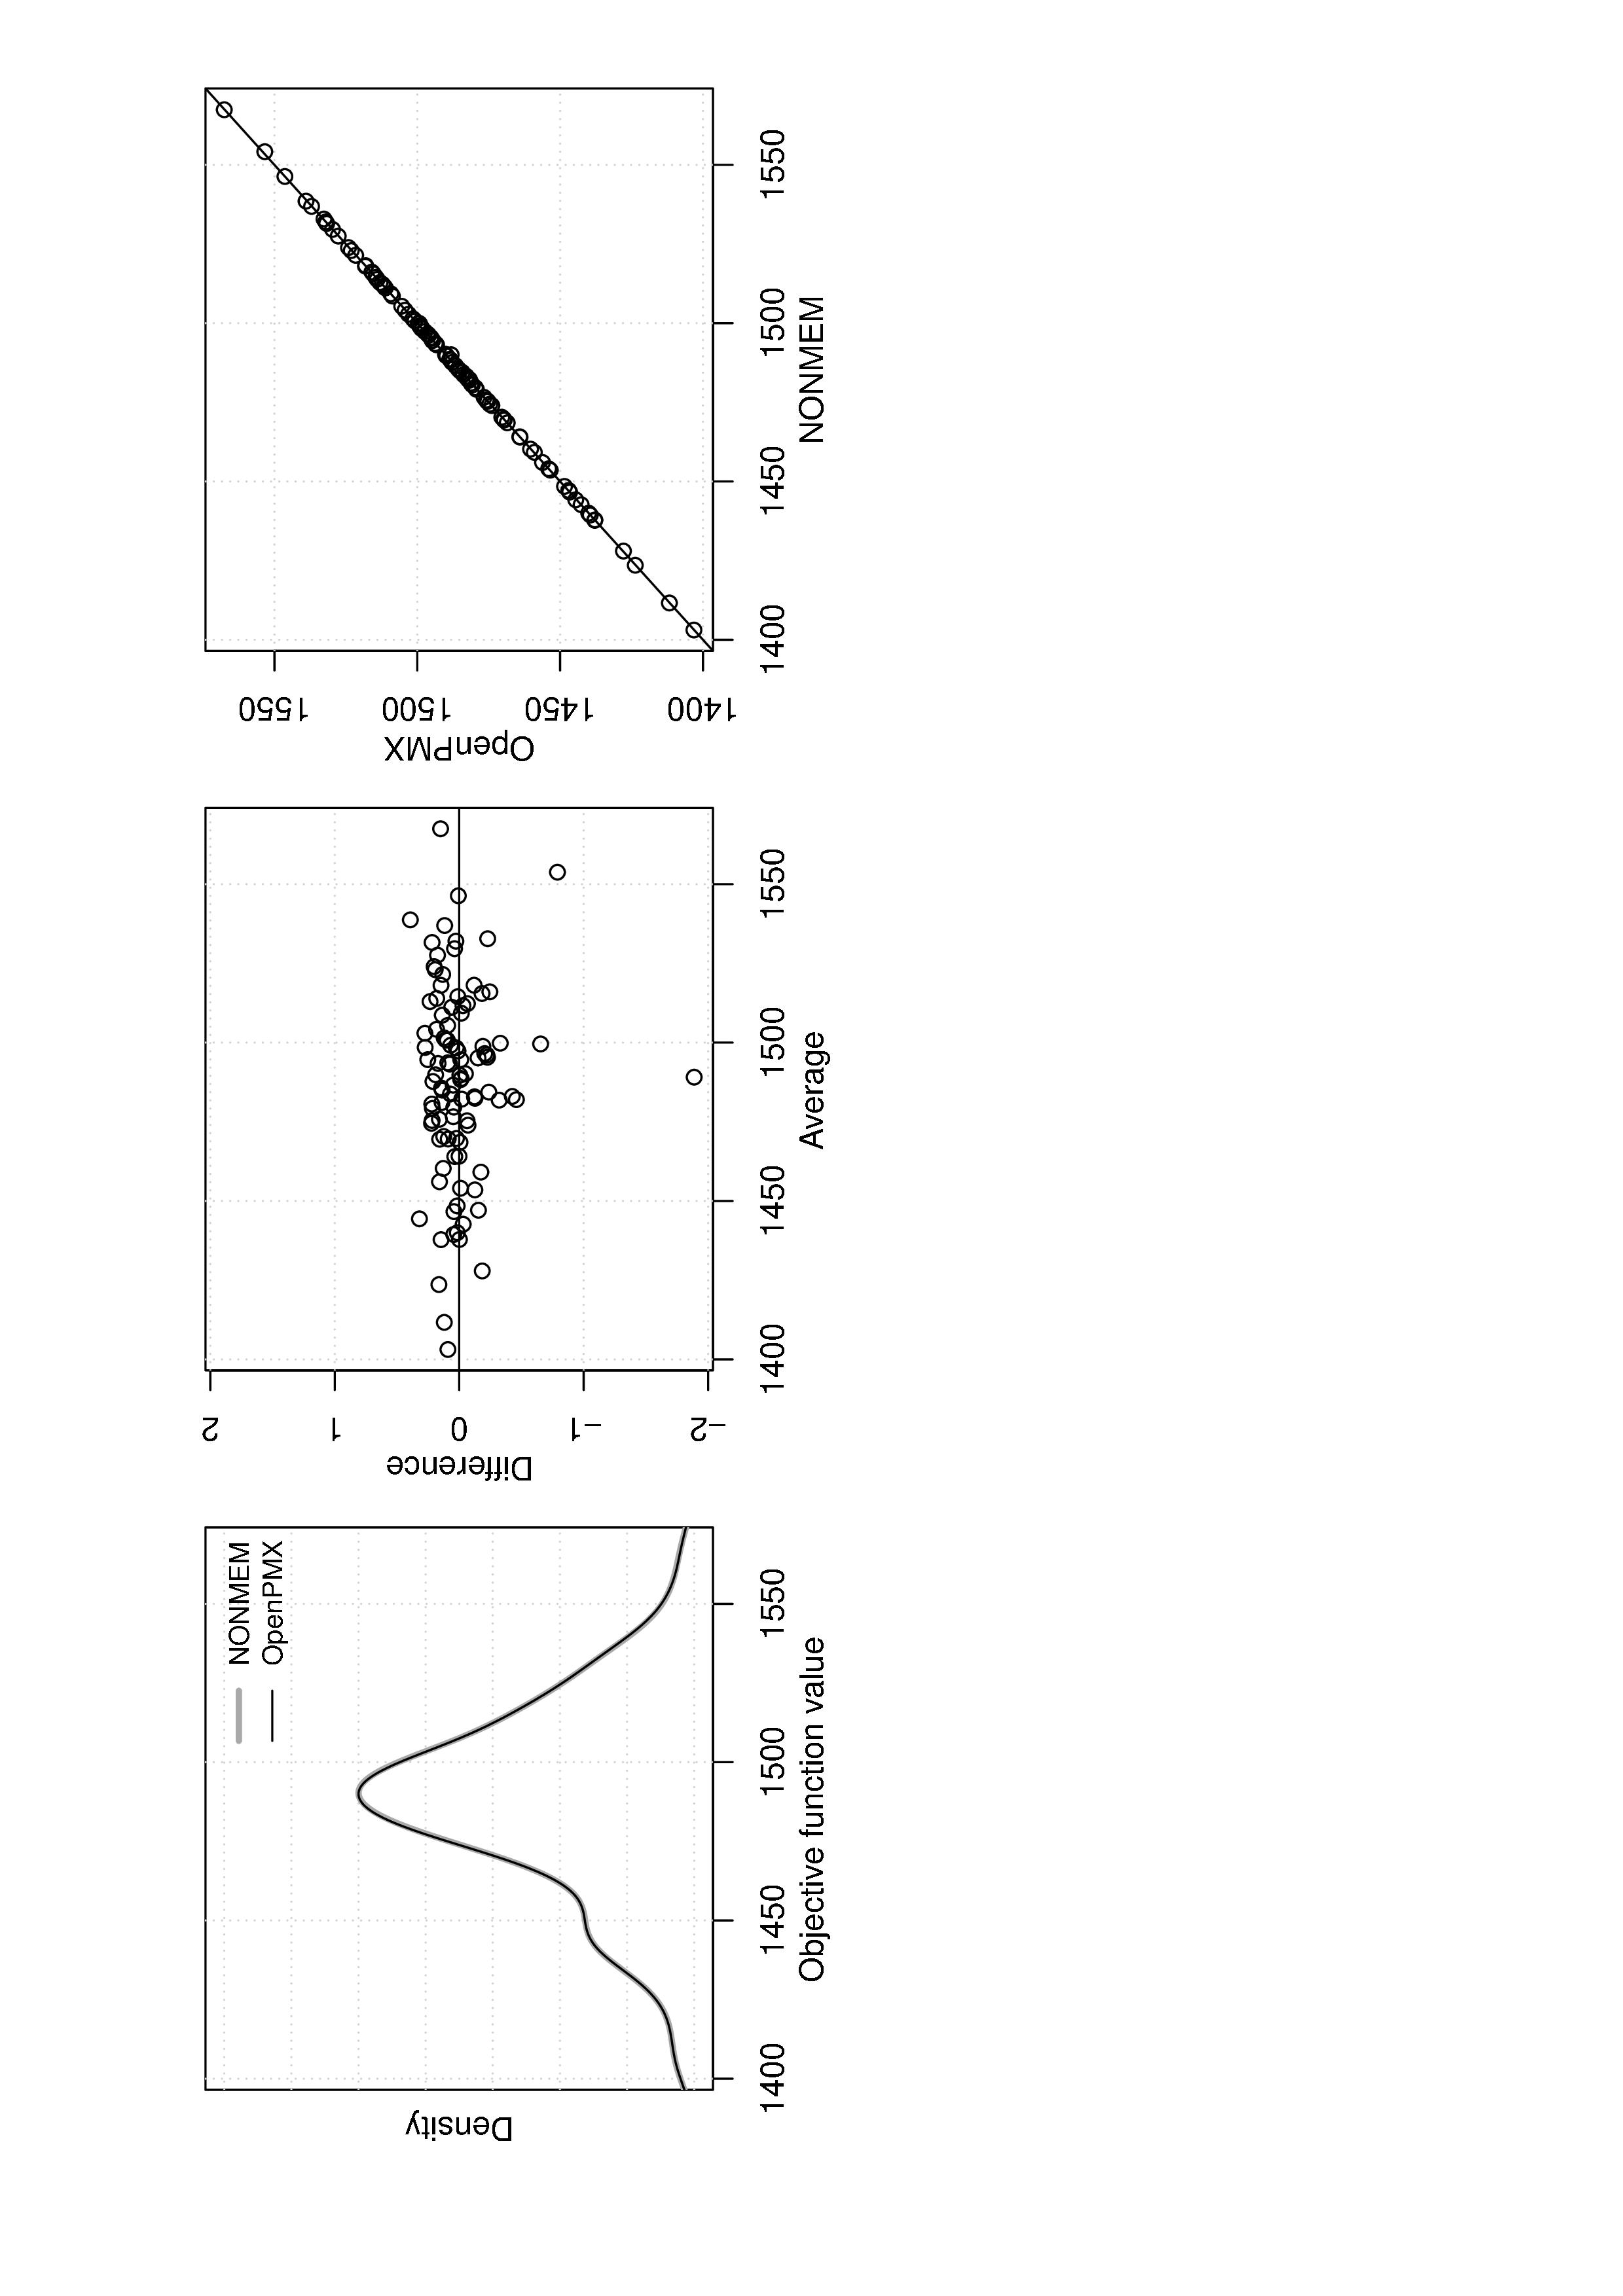 Density
NONMEM
OpenPMX
1400 1450 1500 1550
Objective function value
Difference
2
1
0
−1
−2
1400 1450 1500 1550
Average
OpenPMX
1550
1500
1450
1400
1400 1450 1500 1550
NONMEM